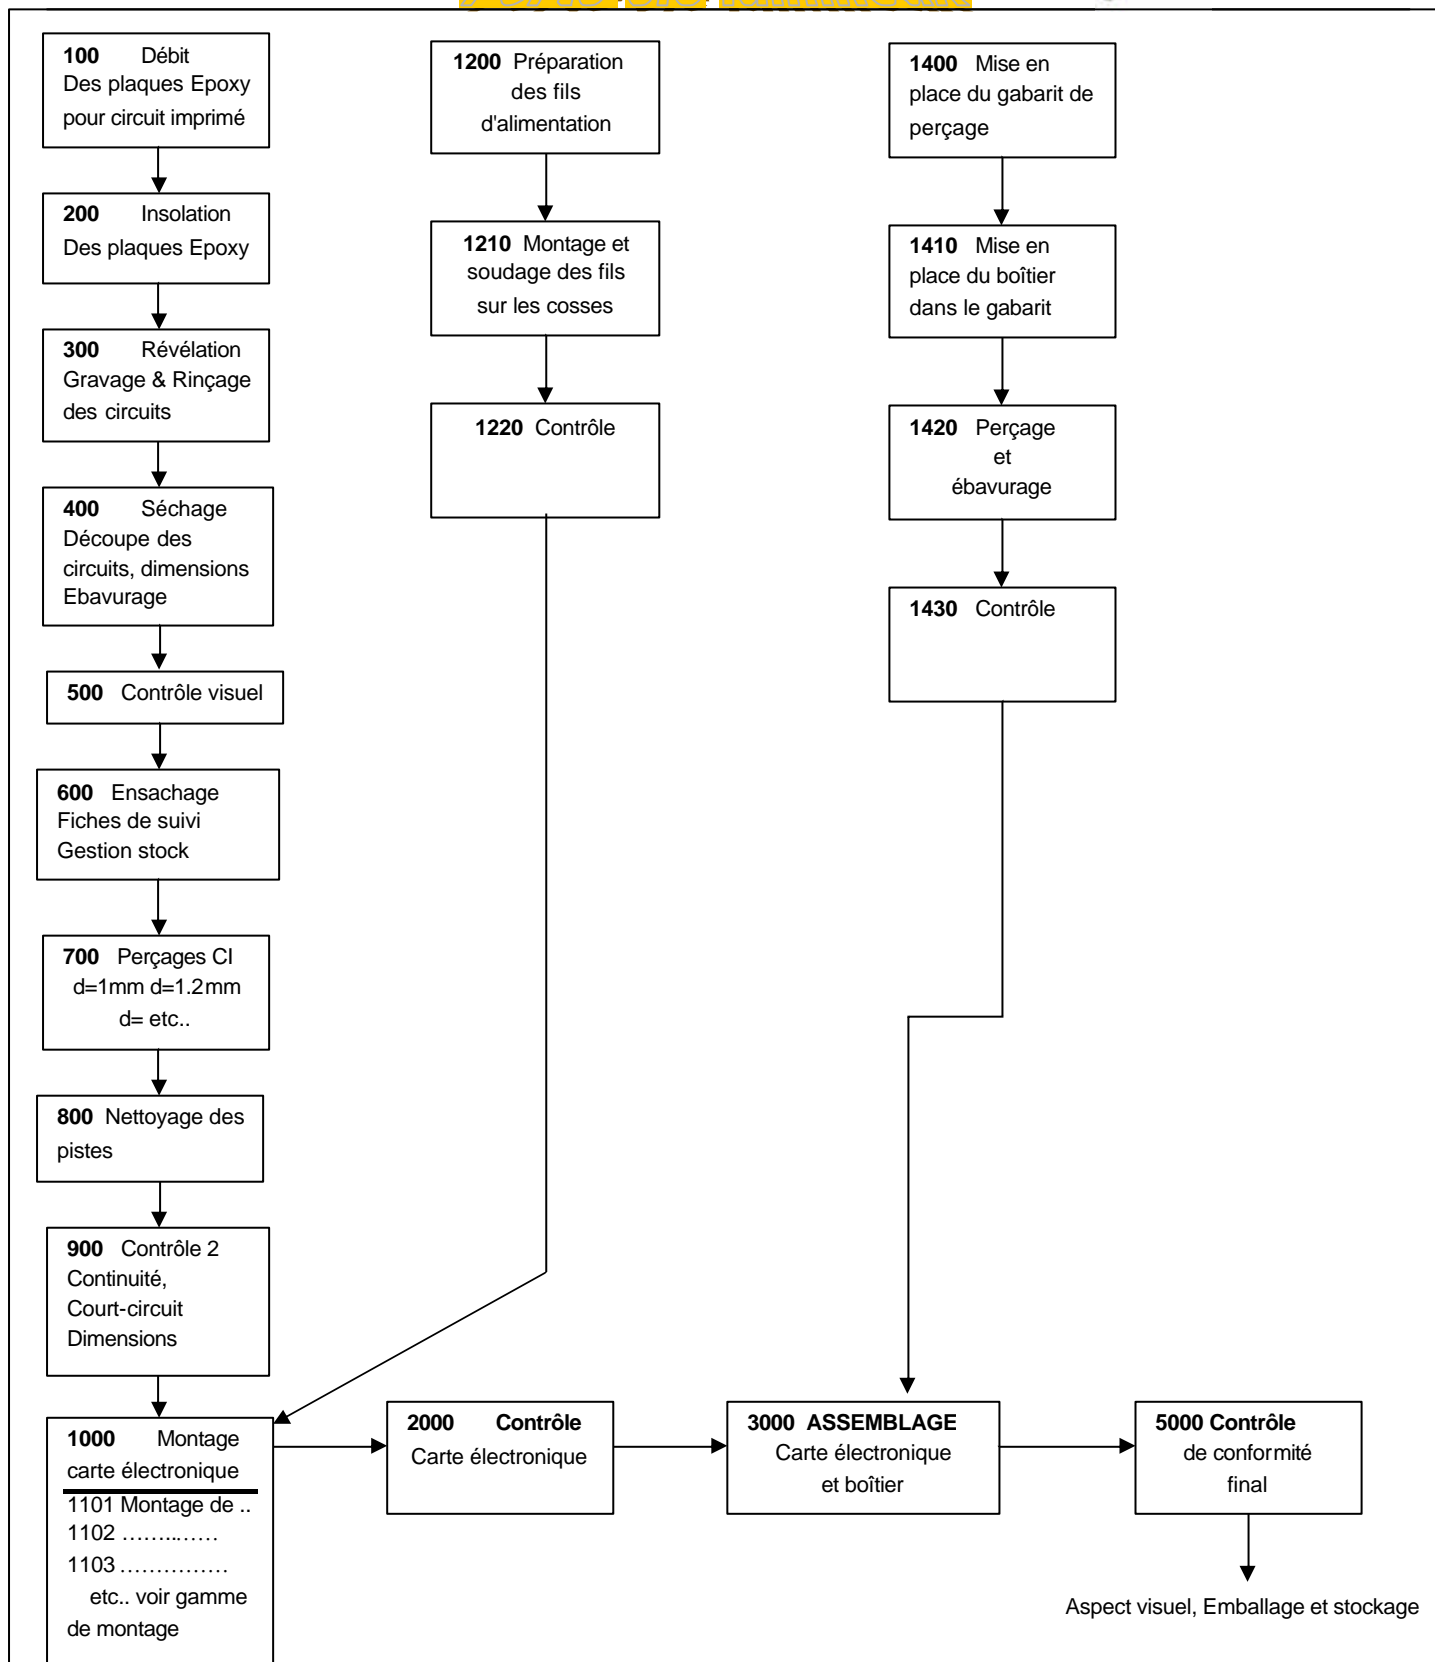 100 Débit
Des plaques Epoxy
pour circuit imprimé
200 Insolation
Des plaques Epoxy
300 Révélation
Gravage & Rinçage
des circuits
400 Séchage
Découpe des
circuits, dimensions
Ebavurage
500 Contrôle visuel
600 Ensachage
Fiches de suivi
Gestion stock
700 Perçages CI
d=1mm d=1.2mm
d= etc..
800 Nettoyage des
pistes
900 Contrôle 2
Continuité,
Court-circuit
Dimensions
1000 Montage
carte électronique
1101 Montage de ..
1102 ……..……
1103 ……………
etc.. voir gamme
de montage
1200 Préparation
des fils
d'alimentation
1210 Montage et
soudage des fils
sur les cosses
1220 Contrôle
1400 Mise en
place du gabarit de
perçage
1410 Mise en
place du boîtier
dans le gabarit
1420 Perçage
et
ébavurage
1430 Contrôle
2000 Contrôle
Carte électronique
3000 ASSEMBLAGE
Carte électronique
et boîtier
5000 Contrôle
de conformité
final
Aspect visuel, Emballage et stockage